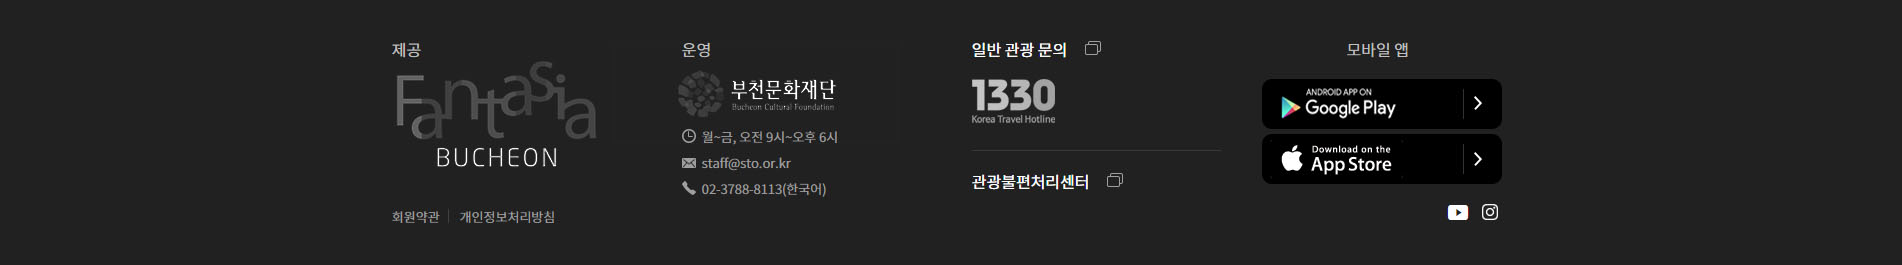 제공
Fantasia
BUCHEON
회원약관
개인정보처리방침
운영
부천문화재단
Bucheon Cultural Foundation
월~금, 오전 9시~오후 6시
staff@sto.or.kr
02-3788-8113(한국어)
일반 관광 문의
1330
Korea Travel Hotline
관광불편처리센터
모바일 앱
ANDROID APP ON
Google Play
Download on the
App Store